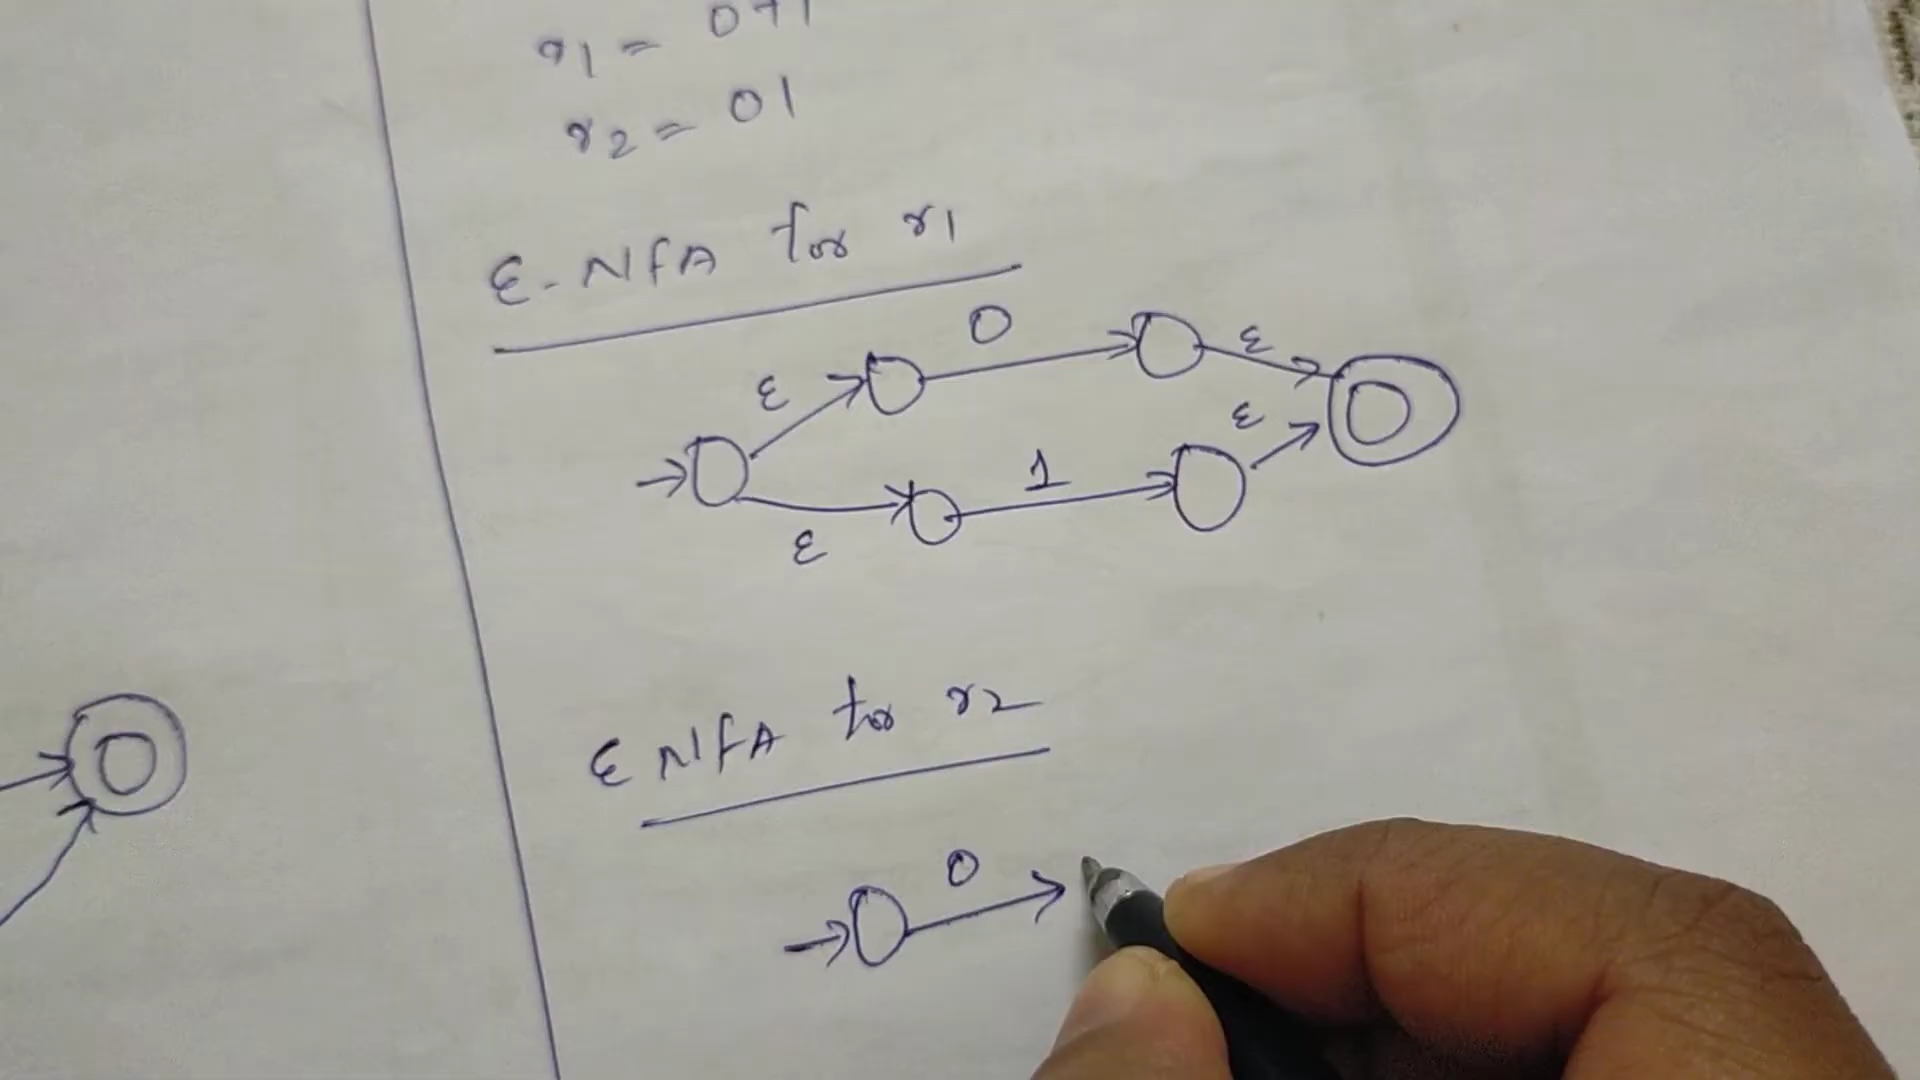 r1 = 0+1
r2 = 01
ε-NFA for r1
0
ε
ε
ε
1
ε
ε NFA for r2
0